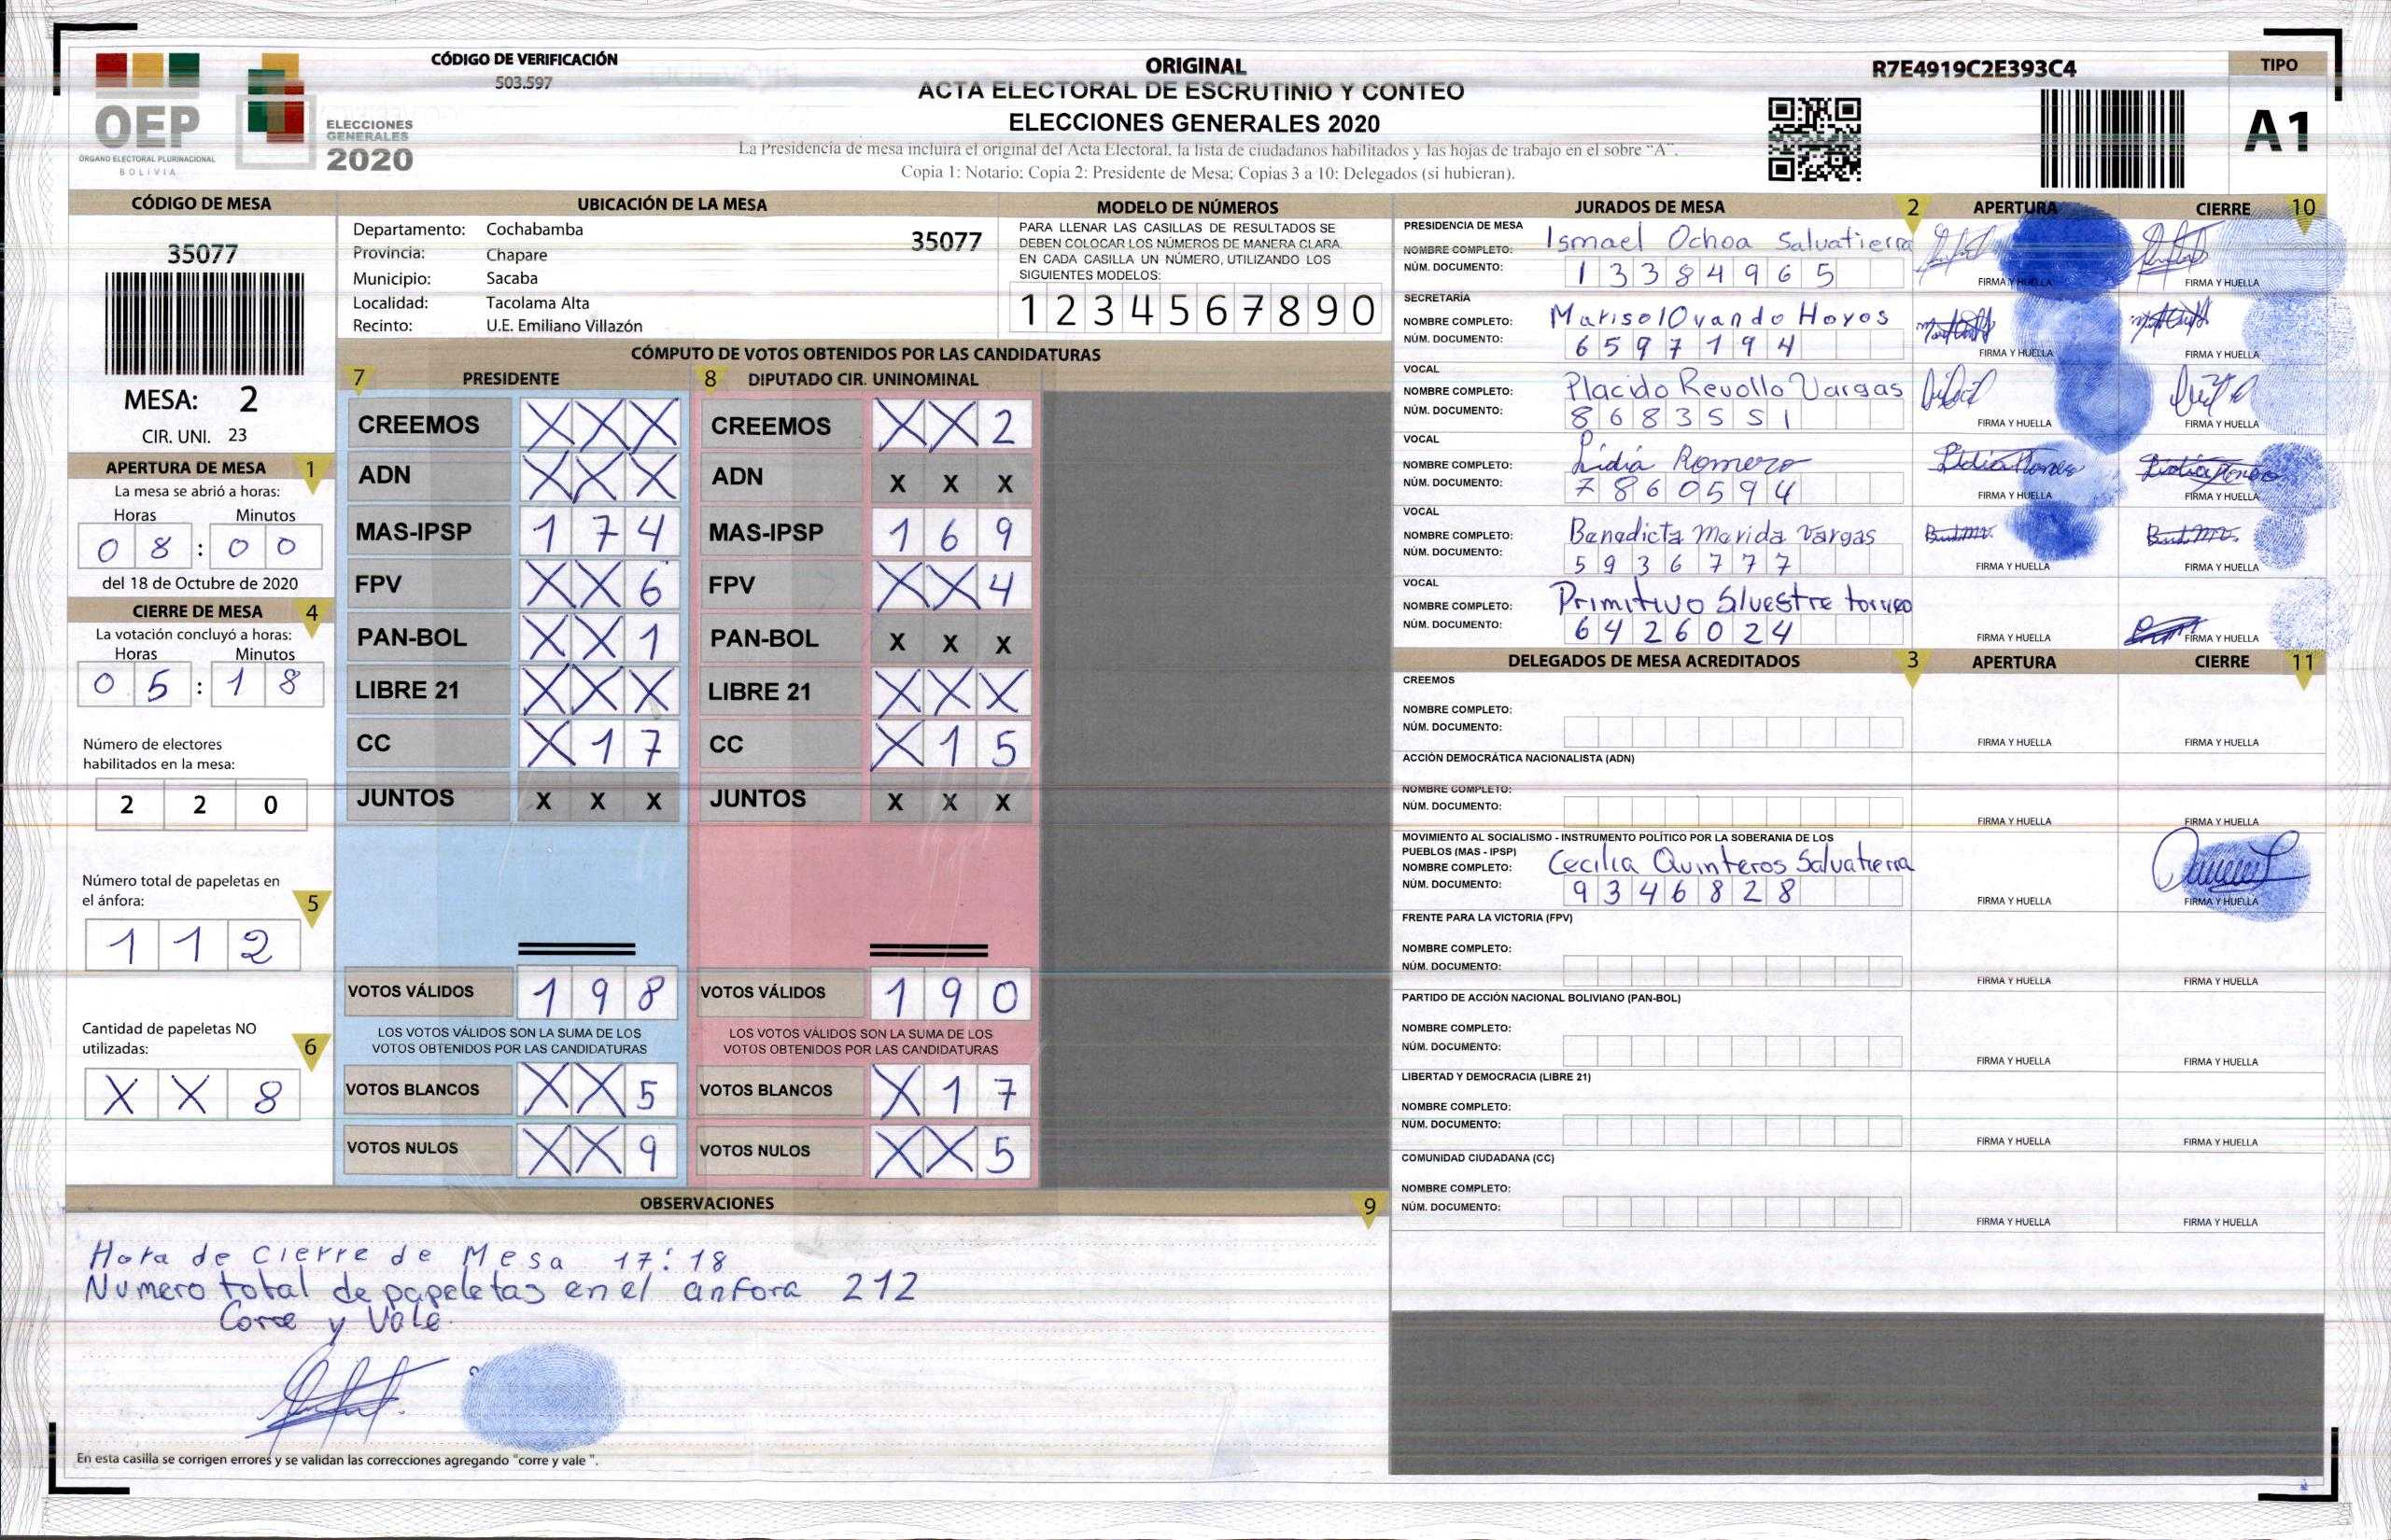 CÓDIGO DE VERIFICACIÓN
503.597
OEP
ÓRGANO ELECTORAL PLURINACIONAL
BOLIVIA
ELECCIONES
GENERALES
2020
ORIGINAL
ACTA ELECTORAL DE ESCRUTINIO Y CONTEO
ELECCIONES GENERALES 2020
La Presidencia de mesa incluirá el original del Acta Electoral, la lista de ciudadanos habilitados y las hojas de trabajo en el sobre "A".
Copia 1: Notario; Copia 2: Presidente de Mesa; Copias 3 a 10: Delegados (si hubieran).
R7E4919C2E393C4
TIPO
A1
CÓDIGO DE MESA
35077
MESA: 2
CIR. UNI. 23
APERTURA DE MESA 1
La mesa se abrió a horas:
Horas Minutos
0 8 : 0 0
del 18 de Octubre de 2020
CIERRE DE MESA 4
La votación concluyó a horas:
Horas Minutos
0 5 : 1 8
Número de electores
habilitados en la mesa:
2 2 0
Número total de papeletas en
el ánfora: 5
1 1 2
Cantidad de papeletas NO
utilizadas: 6
X X 8
UBICACIÓN DE LA MESA
Departamento: Cochabamba
35077
Provincia: Chapare
Municipio: Sacaba
Localidad: Tacolama Alta
Recinto: U.E. Emiliano Villazón
MODELO DE NÚMEROS
PARA LLENAR LAS CASILLAS DE RESULTADOS SE
DEBEN COLOCAR LOS NÚMEROS DE MANERA CLARA.
EN CADA CASILLA UN NÚMERO, UTILIZANDO LOS
SIGUIENTES MODELOS:
1 2 3 4 5 6 7 8 9 0
CÓMPUTO DE VOTOS OBTENIDOS POR LAS CANDIDATURAS
7 PRESIDENTE
CREEMOS X X X
ADN X X X
MAS-IPSP 1 7 4
FPV X X 6
PAN-BOL X X 1
LIBRE 21 X X X
CC X 1 7
JUNTOS X X X
VOTOS VÁLIDOS 1 9 8
LOS VOTOS VÁLIDOS SON LA SUMA DE LOS
VOTOS OBTENIDOS POR LAS CANDIDATURAS
VOTOS BLANCOS X X 5
VOTOS NULOS X X 9
8 DIPUTADO CIR. UNINOMINAL
CREEMOS X X 2
ADN X X X
MAS-IPSP 1 6 9
FPV X X 4
PAN-BOL X X X
LIBRE 21 X X X
CC X 1 5
JUNTOS X X X
VOTOS VÁLIDOS 1 9 0
LOS VOTOS VÁLIDOS SON LA SUMA DE LOS
VOTOS OBTENIDOS POR LAS CANDIDATURAS
VOTOS BLANCOS X 1 7
VOTOS NULOS X X 5
OBSERVACIONES 9
Hora de Cierre de Mesa 17:18
Numero total de papeletas en el anfora 212
Corre y Vale.
En esta casilla se corrigen errores y se validan las correcciones agregando "corre y vale ".
JURADOS DE MESA 2 APERTURA CIERRE 10
PRESIDENCIA DE MESA
NOMBRE COMPLETO: Ismael Ochoa Salvatierra
NÚM. DOCUMENTO: 1 3 3 8 4 9 6 5
FIRMA Y HUELLA FIRMA Y HUELLA
SECRETARÍA
NOMBRE COMPLETO: Marisol Ovando Hoyos
NÚM. DOCUMENTO: 6 5 9 7 1 9 4
FIRMA Y HUELLA FIRMA Y HUELLA
VOCAL
NOMBRE COMPLETO: Placido Revollo Vargas
NÚM. DOCUMENTO: 8 6 8 3 5 5 1
FIRMA Y HUELLA FIRMA Y HUELLA
VOCAL
NOMBRE COMPLETO: Lidia Romero
NÚM. DOCUMENTO: 7 8 6 0 5 9 4
FIRMA Y HUELLA FIRMA Y HUELLA
VOCAL
NOMBRE COMPLETO: Benedicta Merida Vargas
NÚM. DOCUMENTO: 5 9 3 6 7 7 7
FIRMA Y HUELLA FIRMA Y HUELLA
VOCAL
NOMBRE COMPLETO: Primitivo Silvestre
NÚM. DOCUMENTO: 6 4 2 6 0 2 4
FIRMA Y HUELLA FIRMA Y HUELLA
DELEGADOS DE MESA ACREDITADOS 3 APERTURA CIERRE 11
CREEMOS
NOMBRE COMPLETO:
NÚM. DOCUMENTO:
FIRMA Y HUELLA FIRMA Y HUELLA
ACCIÓN DEMOCRÁTICA NACIONALISTA (ADN)
NOMBRE COMPLETO:
NÚM. DOCUMENTO:
FIRMA Y HUELLA FIRMA Y HUELLA
MOVIMIENTO AL SOCIALISMO - INSTRUMENTO POLÍTICO POR LA SOBERANIA DE LOS
PUEBLOS (MAS - IPSP)
NOMBRE COMPLETO: Cecilia Quinteros Salvatierra
NÚM. DOCUMENTO: 9 3 4 6 8 2 8
FIRMA Y HUELLA FIRMA Y HUELLA
FRENTE PARA LA VICTORIA (FPV)
NOMBRE COMPLETO:
NÚM. DOCUMENTO:
FIRMA Y HUELLA FIRMA Y HUELLA
PARTIDO DE ACCIÓN NACIONAL BOLIVIANO (PAN-BOL)
NOMBRE COMPLETO:
NÚM. DOCUMENTO:
FIRMA Y HUELLA FIRMA Y HUELLA
LIBERTAD Y DEMOCRACIA (LIBRE 21)
NOMBRE COMPLETO:
NÚM. DOCUMENTO:
FIRMA Y HUELLA FIRMA Y HUELLA
COMUNIDAD CIUDADANA (CC)
NOMBRE COMPLETO:
NÚM. DOCUMENTO:
FIRMA Y HUELLA FIRMA Y HUELLA